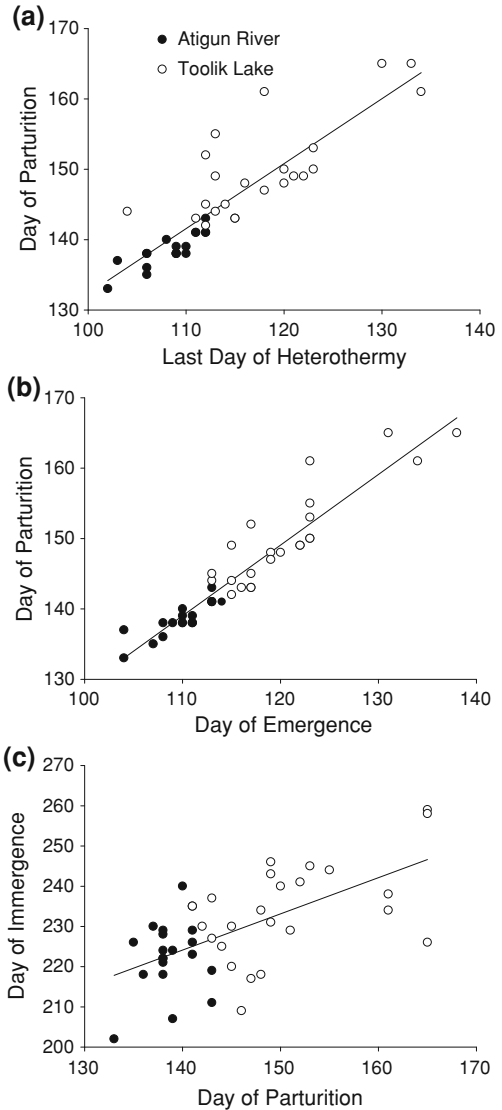 (a)
170
Atigun River
Toolik Lake
160
150
140
130
100 110 120 130 140
Day of Parturition
Last Day of Heterothermy
(b)
170
160
150
140
130
100 110 120 130 140
Day of Parturition
Day of Emergence
(c)
270
260
250
240
230
220
210
200
130 140 150 160 170
Day of Immergence
Day of Parturition